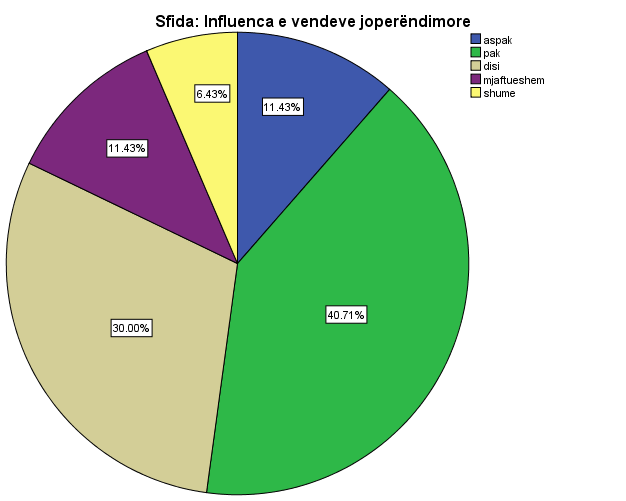 Sfida: Influenca e vendeve joperëndimore
aspak
pak
disi
mjaftueshem
shume
6.43%
11.43%
11.43%
40.71%
30.00%